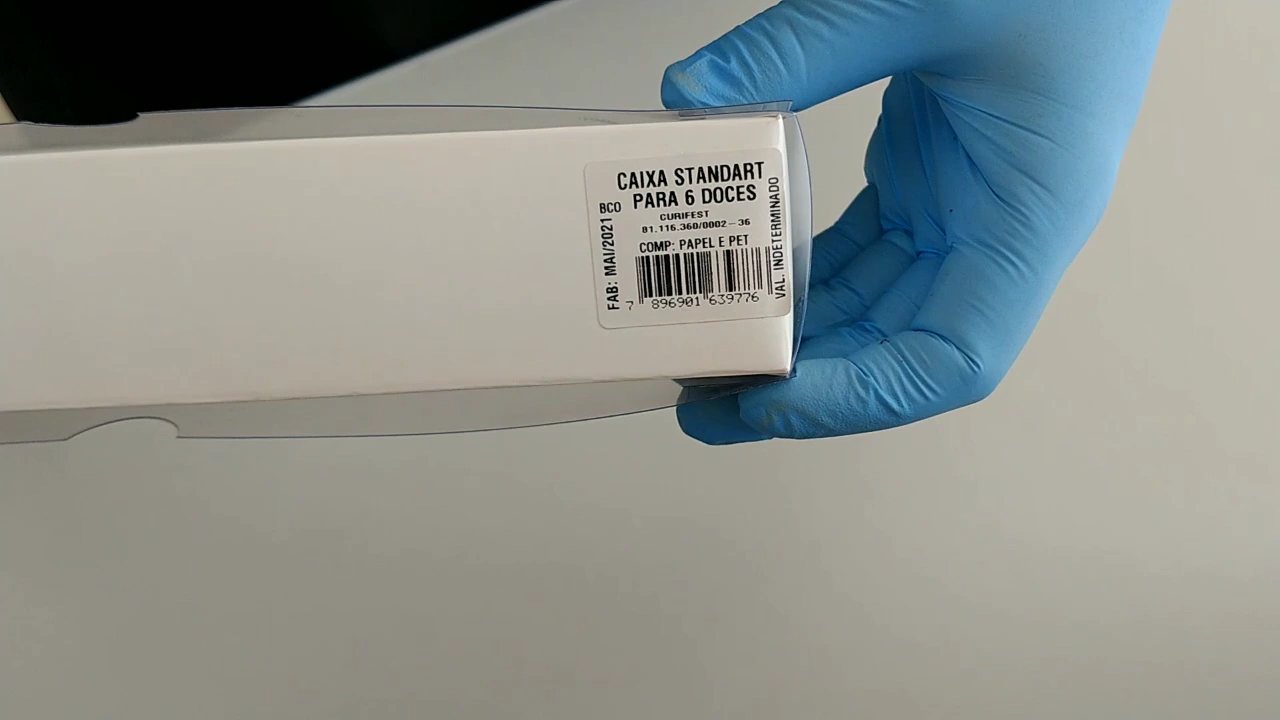 CAIXA STANDART
PARA 6 DOCES
BCO
CURIFEST
81.116.360/0002-36
COMP: PAPEL E PET
7 896901 639776
FAB: MAI/2021
VAL. INDETERMINADO